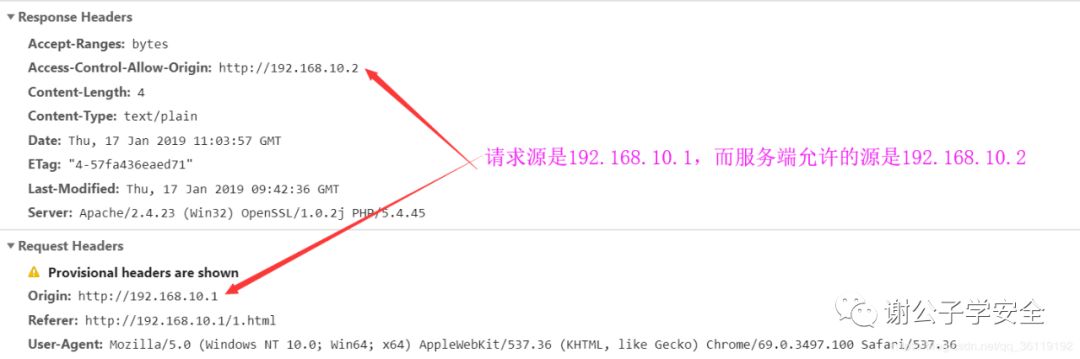 Response Headers
Accept-Ranges: bytes
Access-Control-Allow-Origin: http://192.168.10.2
Content-Length: 4
Content-Type: text/plain
请求源是192.168.10.1，而服务端允许的源是192.168.10.2
Date: Thu, 17 Jan 2019 11:03:57 GMT
ETag: "4-57fa436eaed71"
Last-Modified: Thu, 17 Jan 2019 09:42:36 GMT
Server: Apache/2.4.23 (Win32) OpenSSL/1.0.2j PHP/5.4.45
Request Headers
Provisional headers are shown
Origin: http://192.168.10.1
Referer: http://192.168.10.1/1.html
谢公子学安全
User-Agent: Mozilla/5.0 (Windows NT 10.0; Win64; x64) AppleWebKit/537.36 (KHTML, like Gecko) Chrome/69.0.3497.100 Safari/537.36